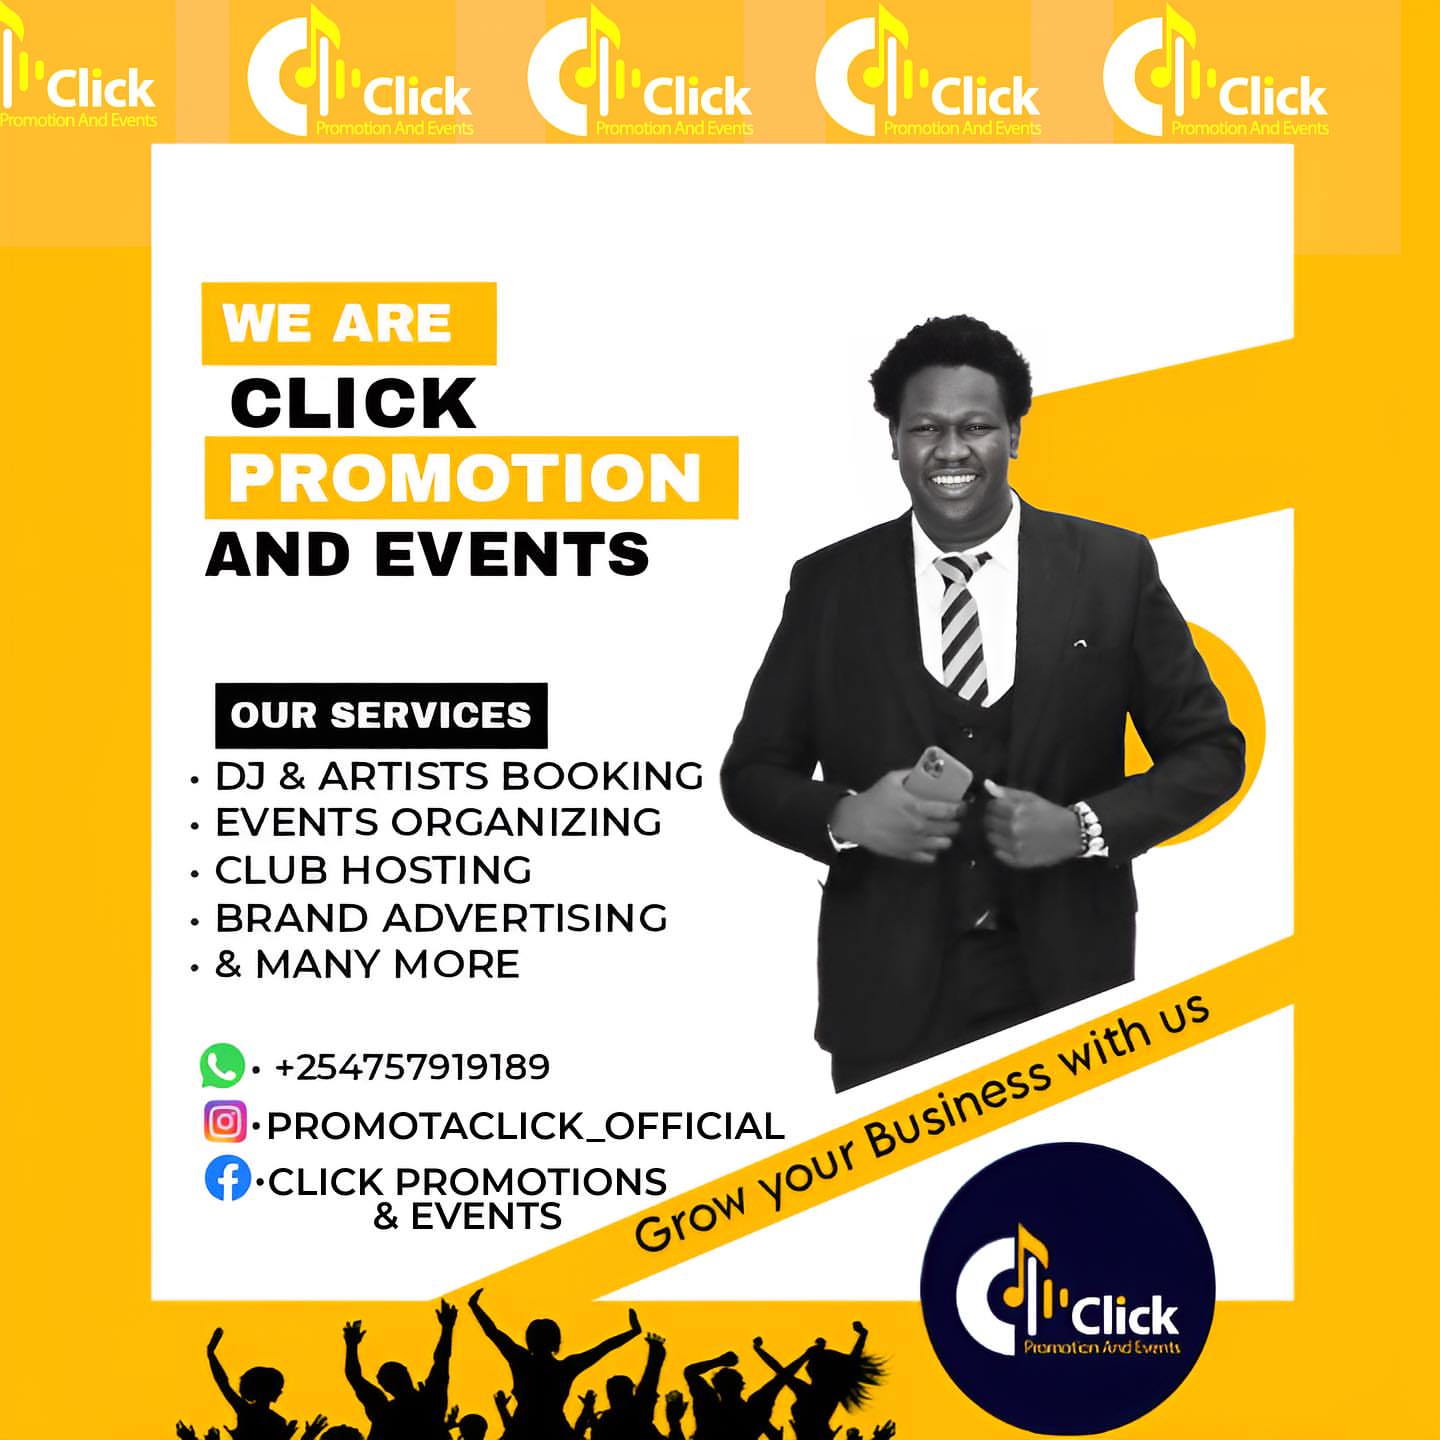 Click
Promotion And Events
Click
Promotion And Events
Click
Promotion And Events
Click
Promotion And Events
Click
Promotion And Events
WE ARE
CLICK
PROMOTION
AND EVENTS
OUR SERVICES
• DJ & ARTISTS BOOKING
• EVENTS ORGANIZING
• CLUB HOSTING
• BRAND ADVERTISING
• & MANY MORE
• +254757919189
•PROMOTACLICK_OFFICIAL
•CLICK PROMOTIONS
& EVENTS
Grow your Business with us
Click
Promotion And Events